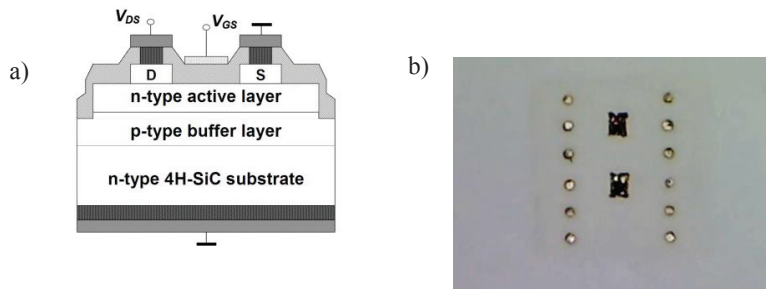 V_DS
V_GS
a)
b)
D
S
n-type active layer
p-type buffer layer
n-type 4H-SiC substrate